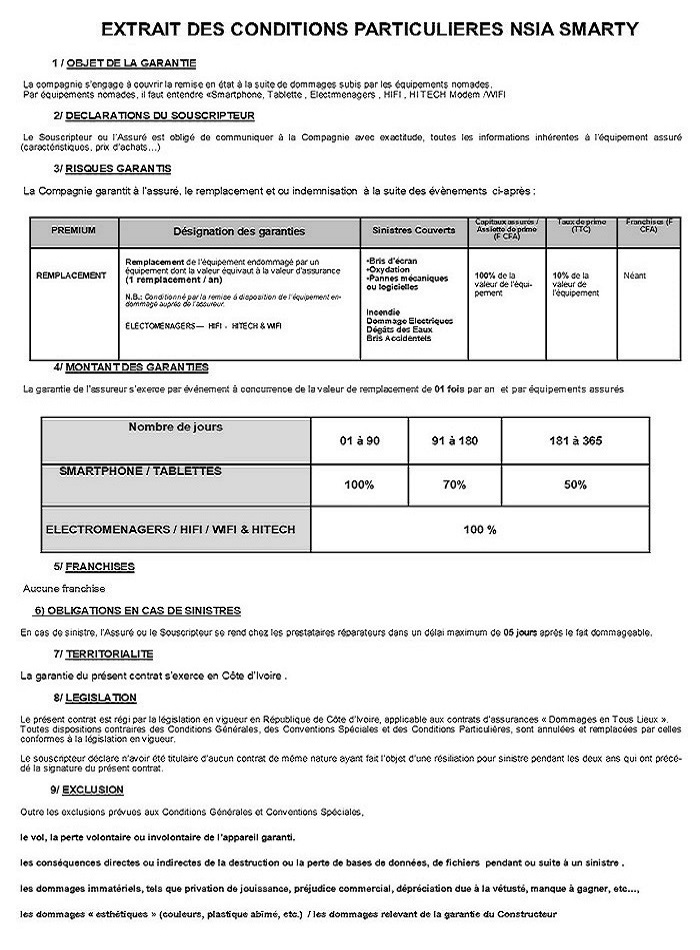 EXTRAIT DES CONDITIONS PARTICULIERES NSIA SMARTY
1 / OBJET DE LA GARANTIE
La compagnie s'engage à couvrir la remise en état à la suite de dommages subis par les équipements nomades.
Par équipements nomades, il faut entendre «Smartphone, Tablette , Electrmenagers , HIFI , HI TECH Modem /WIFI
2/ DECLARATIONS DU SOUSCRIPTEUR
Le Souscripteur ou l'Assuré est obligé de communiquer à la Compagnie avec exactitude, toutes les informations inhérentes à l'équipement assuré
(caractéristiques, prix d'achats…)
3/ RISQUES GARANTIS
La Compagnie garantit à l'assuré, le remplacement et ou indemnisation à la suite des évènements ci-après :
PREMIUM
Désignation des garanties
Sinistres Couverts
Capitaux assurés /
Assiette de prime
(F CFA)
Taux de prime
(TTC)
Franchises (F
CFA)
REMPLACEMENT
Remplacement de l'équipement endommagé par un
équipement dont la valeur équivaut à la valeur d'assurance
(1 remplacement / an)
N.B.: Conditionné par la remise à disposition de l'équipement en-
dommagé auprès de l'assureur.
ELECTOMENAGERS— HIFI - HITECH & WIFI
•Bris d'écran
•Oxydation
•Pannes mécaniques
ou logicielles
Incendie
Dommage Electriques
Dégâts des Eaux
Bris Accidentels
100% de la
valeur de l'équi-
pement
10% de la
valeur de
l'équipement
Néant
4/ MONTANT DES GARANTIES
La garantie de l'assureur s'exerce par événement à concurrence de la valeur de remplacement de 01 fois par an et par équipements assurés
Nombre de jours
01 à 90
91 à 180
181 à 365
SMARTPHONE / TABLETTES
100%
70%
50%
ELECTROMENAGERS / HIFI / WIFI & HITECH
100 %
5/ FRANCHISES
Aucune franchise
6) OBLIGATIONS EN CAS DE SINISTRES
En cas de sinistre, l'Assuré ou le Souscripteur se rend chez les prestataires réparateurs dans un délai maximum de 05 jours après le fait dommageable.
7/ TERRITORIALITE
La garantie du présent contrat s'exerce en Côte d'Ivoire .
8/ LEGISLATION
Le présent contrat est régi par la législation en vigueur en République de Côte d'Ivoire, applicable aux contrats d'assurances « Dommages en Tous Lieux ».
Toutes dispositions contraires des Conditions Générales, des Conventions Spéciales et des Conditions Particulières, sont annulées et remplacées par celles
conformes à la législation en vigueur.
Le souscripteur déclare n'avoir été titulaire d'aucun contrat de même nature ayant fait l'objet d'une résiliation pour sinistre pendant les deux ans qui ont précé-
dé la signature du présent contrat.
9/ EXCLUSION
Outre les exclusions prévues aux Conditions Générales et Conventions Spéciales,
le vol, la perte volontaire ou involontaire de l'appareil garanti.
les conséquences directes ou indirectes de la destruction ou la perte de bases de données, de fichiers pendant ou suite à un sinistre .
les dommages immatériels, tels que privation de jouissance, préjudice commercial, dépréciation due à la vétusté, manque à gagner, etc…,
les dommages « esthétiques » (couleurs, plastique abîmé, etc.) / les dommages relevant de la garantie du Constructeur